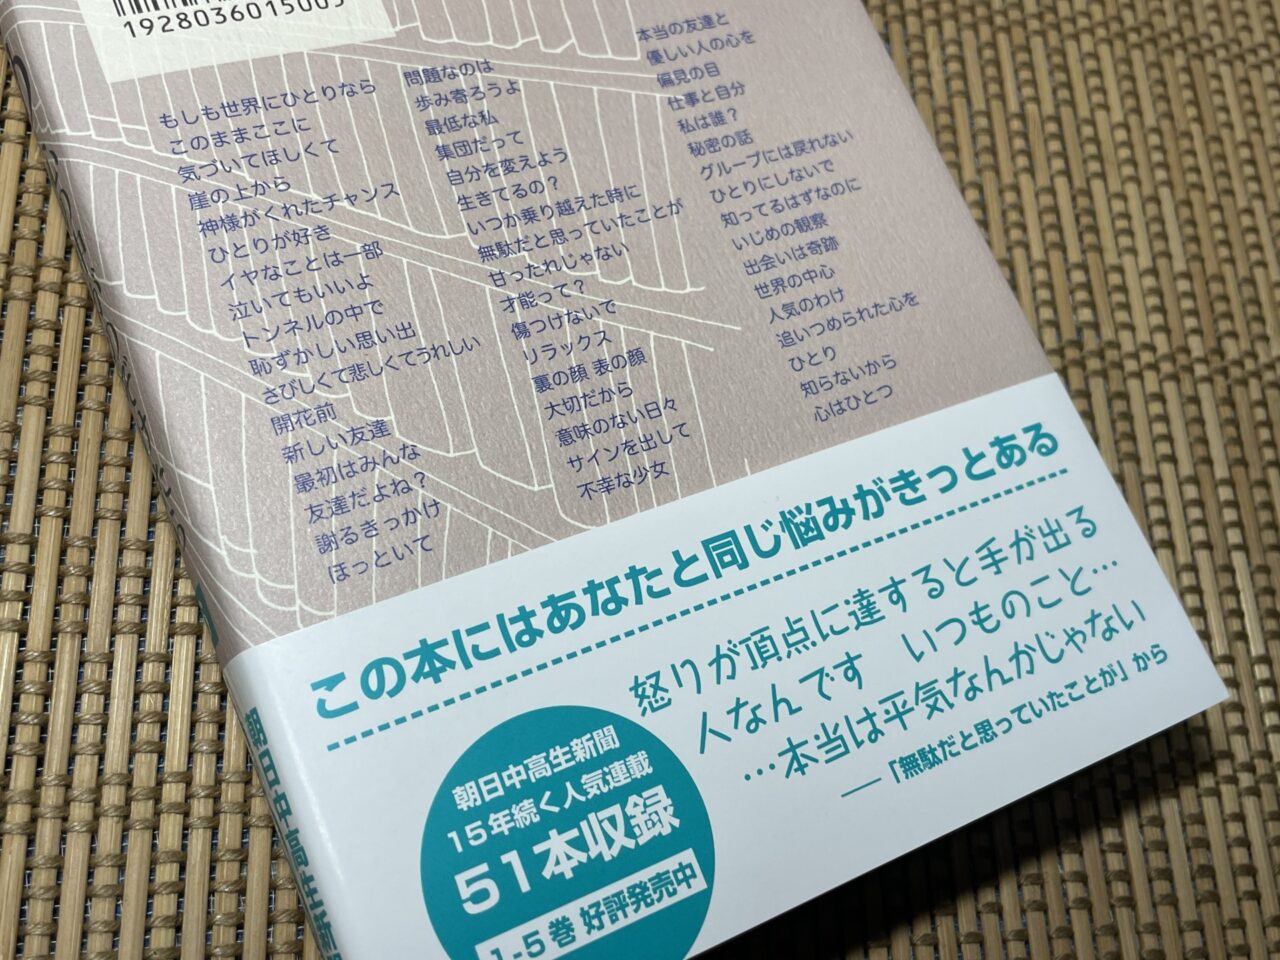 1928036015005
もしも世界にひとりなら
このままここに
気づいてほしくて
崖の上から
神様がくれたチャンス
ひとりが好き
イヤなことは一部
泣いてもいいよ
トンネルの中で
恥ずかしい思い出
さびしくて悲しくてうれしい
開花前
新しい友達
最初はみんな
友達だよね？
謝るきっかけ
ほっといて
問題なのは
歩み寄ろうよ
最低な私
集団だって
自分を変えよう
生きてるの？
いつか乗り越えた時に
無駄だと思っていたことが
甘ったれじゃない
才能って？
傷つけないで
リラックス
裏の顔 表の顔
大切だから
意味のない日々
サインを出して
不幸な少女
本当の友達と
優しい人の心を
偏見の目
仕事と自分
私は誰？
秘密の話
グループには戻れない
ひとりにしないで
知ってるはずなのに
いじめの観察
出会いは奇跡
世界の中心
人気のわけ
追いつめられた心を
ひとり
知らないから
心はひとつ
この本にはあなたと同じ悩みがきっとある
怒りが頂点に達すると手が出る
人なんです いつものこと…
…本当は平気なんかじゃない
──「無駄だと思っていたことが」から
朝日中高生新聞
15年続く人気連載
51本収録
1-5巻 好評発売中
朝日中高生新